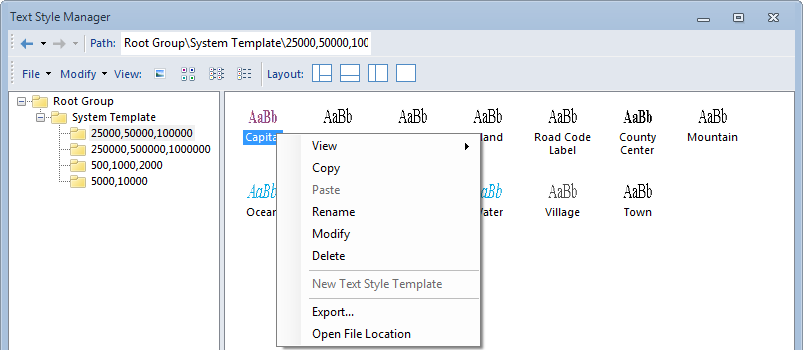 Text Style Manager
Path: Root Group\System Template\25000,50000,100
File Modify View: Layout:
Root Group
System Template
25000,50000,100000
250000,500000,1000000
500,1000,2000
5000,10000
AaBb AaBb AaBb AaBb AaBb AaBb AaBb
Capital land Road Code County Mountain
Label Center
AaBb AaBb AaBb AaBb
Ocean Water Village Town
View
Copy
Paste
Rename
Modify
Delete
New Text Style Template
Export...
Open File Location